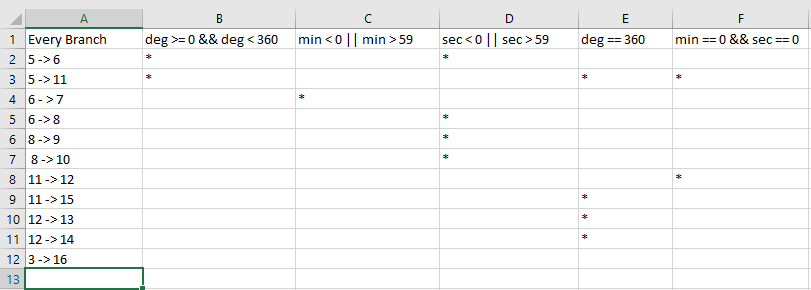 A B C D E F
1 Every Branch deg >= 0 && deg < 360 min < 0 || min > 59 sec < 0 || sec > 59 deg == 360 min == 0 && sec == 0
2 5 -> 6 * *
3 5 -> 11 * * *
4 6 - > 7 *
5 6 -> 8 *
6 8 -> 9 *
7 8 -> 10 *
8 11 -> 12 *
9 11 -> 15 *
10 12 -> 13 *
11 12 -> 14 *
12 3 -> 16
13